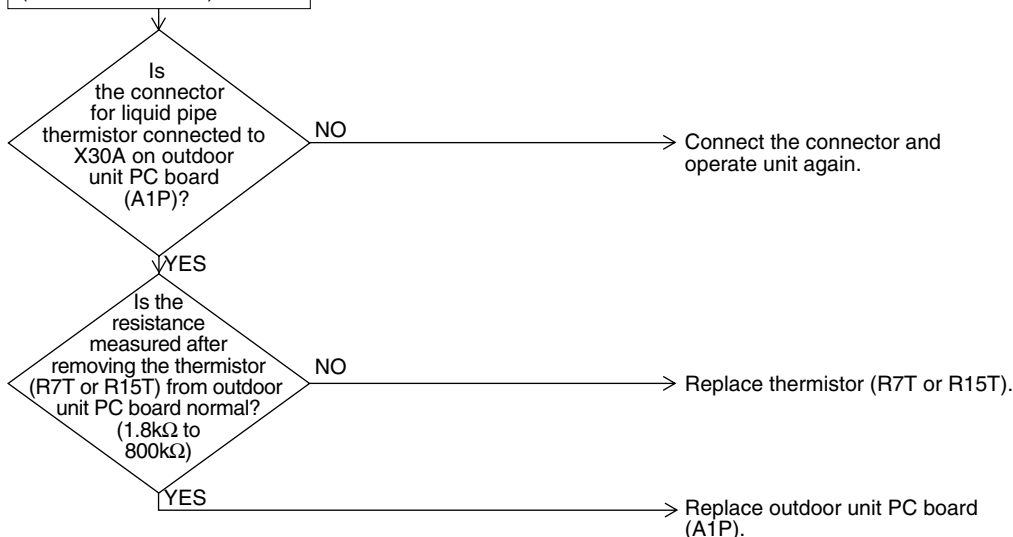 Is
the connector
for liquid pipe
thermistor connected to
X30A on outdoor
unit PC board
(A1P)?
NO
Connect the connector and
operate unit again.
YES
Is the
resistance
measured after
removing the thermistor
(R7T or R15T) from outdoor
unit PC board normal?
(1.8kΩ to
800kΩ)
NO
Replace thermistor (R7T or R15T).
YES
Replace outdoor unit PC board
(A1P).